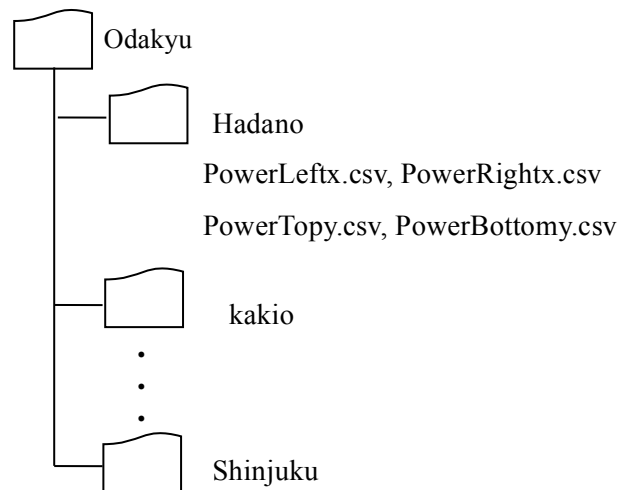 Odakyu
Hadano
PowerLeftx.csv, PowerRightx.csv
PowerTopy.csv, PowerBottomy.csv
kakio
Shinjuku